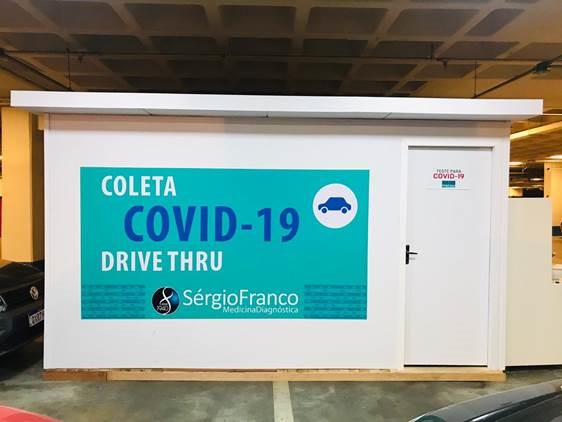 COLETA
COVID-19
DRIVE THRU
SérgioFranco
MedicinaDiagnóstica
TESTE PARA
COVID-19